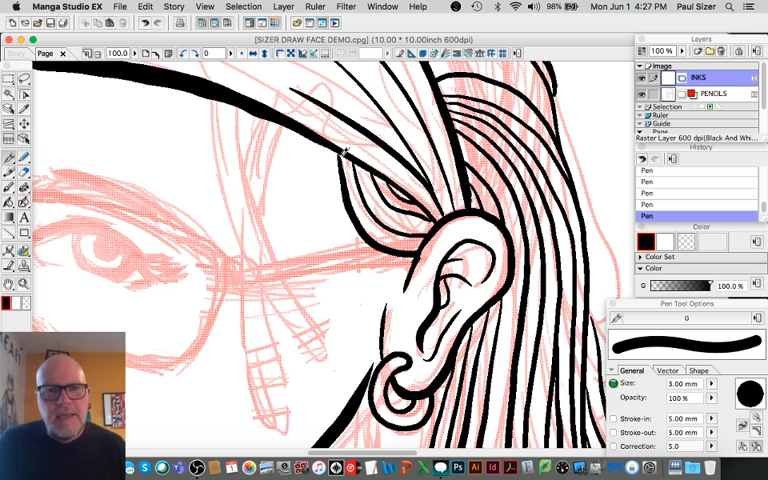 Manga Studio EX File Edit Story View Selection Layer Ruler Filter Window Help 98% Mon Jun 1 4:27 PM Paul Sizer
[SIZER DRAW FACE DEMO.cpg] (10.00 * 10.00inch 600dpi)
Story Page 100.0 0
Layers
100 %
Image
INKS
PENCILS
Selection
Ruler
Guide
Page
Raster Layer 600 dpi(Black And Whi
History
Pen
Pen
Pen
Pen
Pen
Color
Color Set
Color
G 100.0 %
Pen Tool Options
G
General Vector Shape
Size: 3.00 mm
Opacity: 100 %
Stroke-in: 5.00 mm
Stroke-out: 5.00 mm
Correction: 5.0